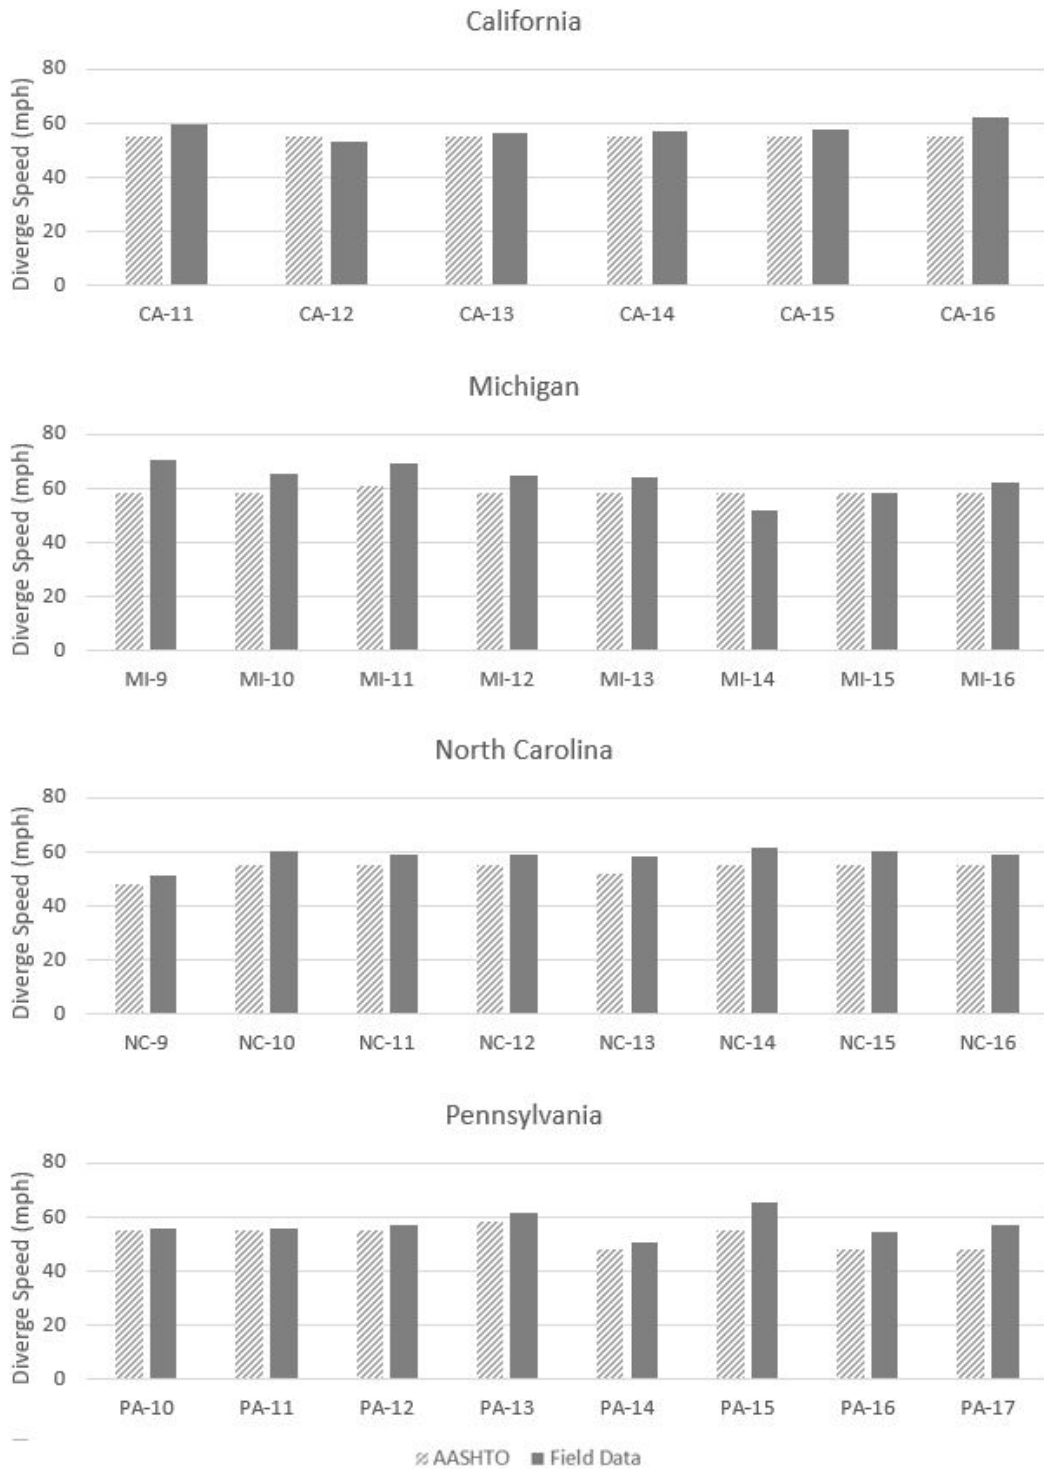 California
Diverge Speed (mph)
80
60
40
20
0
CA-11 CA-12 CA-13 CA-14 CA-15 CA-16
Michigan
Diverge Speed (mph)
80
60
40
20
0
MI-9 MI-10 MI-11 MI-12 MI-13 MI-14 MI-15 MI-16
North Carolina
Diverge Speed (mph)
80
60
40
20
0
NC-9 NC-10 NC-11 NC-12 NC-13 NC-14 NC-15 NC-16
Pennsylvania
Diverge Speed (mph)
80
60
40
20
0
PA-10 PA-11 PA-12 PA-13 PA-14 PA-15 PA-16 PA-17
AASHTO Field Data